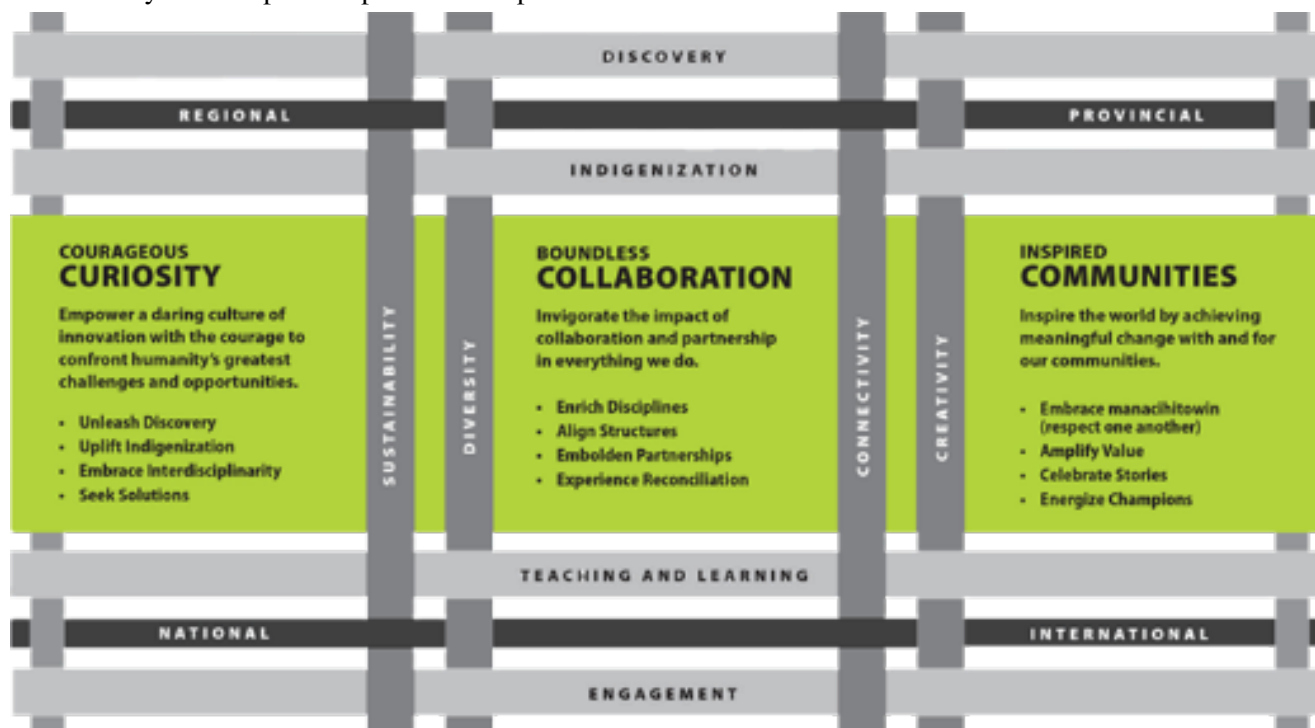 DISCOVERY
REGIONAL
PROVINCIAL
INDIGENIZATION
COURAGEOUS
CURIOSITY
Empower a daring culture of
innovation with the courage to
confront humanity's greatest
challenges and opportunities.
• Unleash Discovery
• Uplift Indigenization
• Embrace Interdisciplinarity
• Seek Solutions
SUSTAINABILITY
DIVERSITY
BOUNDLESS
COLLABORATION
Invigorate the impact of
collaboration and partnership
in everything we do.
• Enrich Disciplines
• Align Structures
• Embolden Partnerships
• Experience Reconciliation
CONNECTIVITY
CREATIVITY
INSPIRED
COMMUNITIES
Inspire the world by achieving
meaningful change with and for
our communities.
• Embrace manacihitowin
(respect one another)
• Amplify Value
• Celebrate Stories
• Energize Champions
TEACHING AND LEARNING
NATIONAL
INTERNATIONAL
ENGAGEMENT